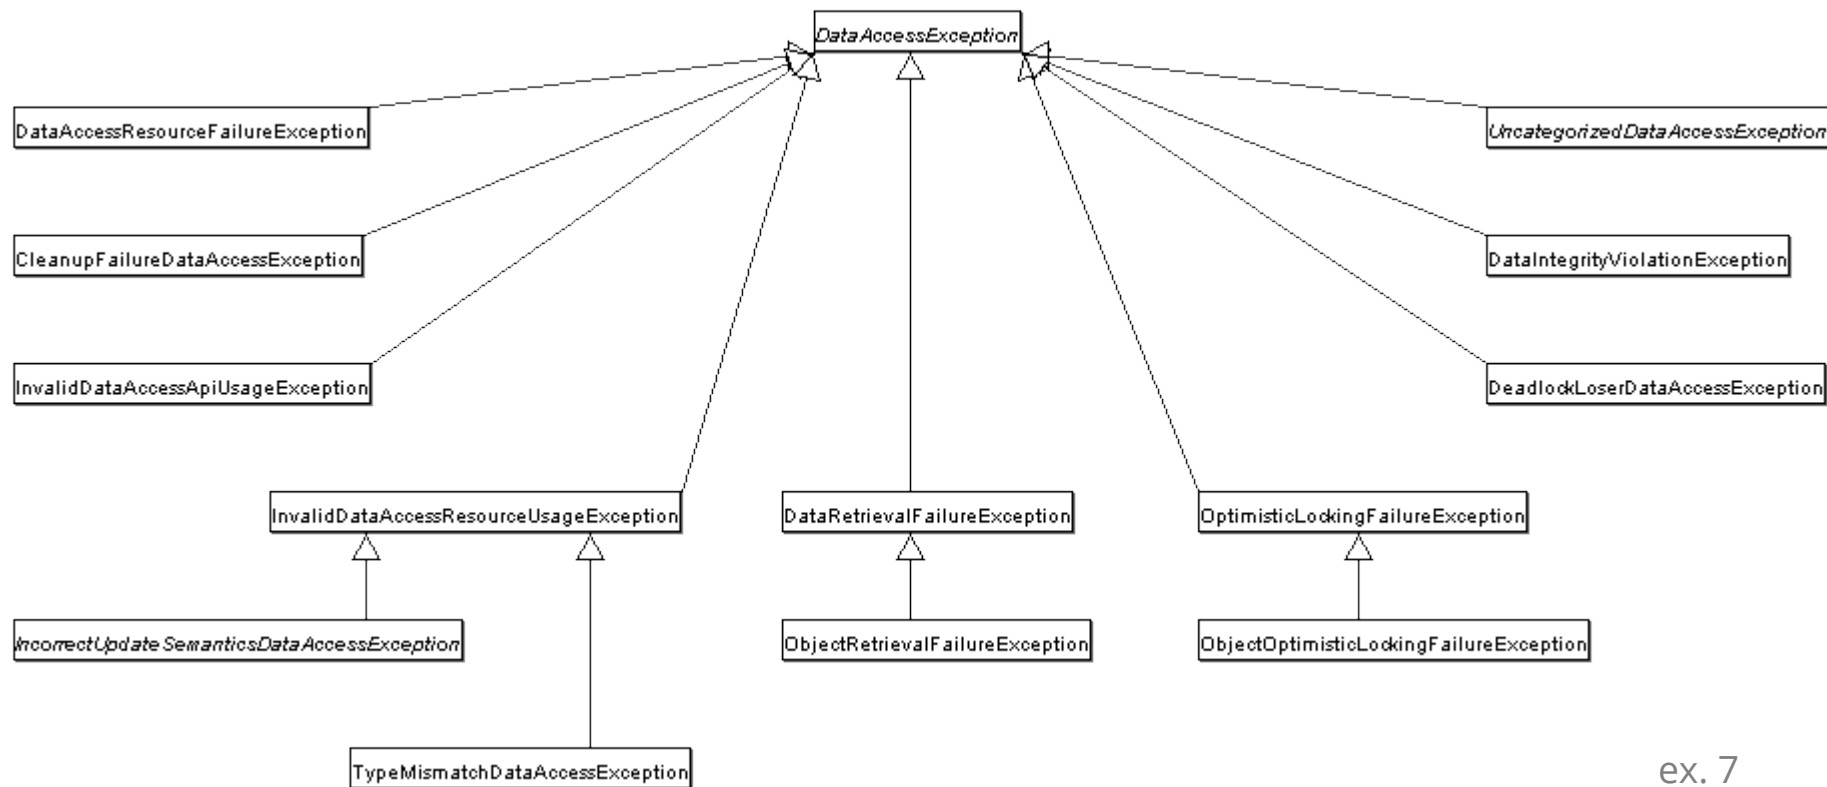 DataAccessException
DataAccessResourceFailureException
UncategorizedDataAccessException
CleanupFailureDataAccessException
DataIntegrityViolationException
InvalidDataAccessApiUsageException
DeadlockLoserDataAccessException
InvalidDataAccessResourceUsageException
DataRetrievalFailureException
OptimisticLockingFailureException
IncorrectUpdateSemanticsDataAccessException
ObjectRetrievalFailureException
ObjectOptimisticLockingFailureException
TypeMismatchDataAccessException
ex. 7